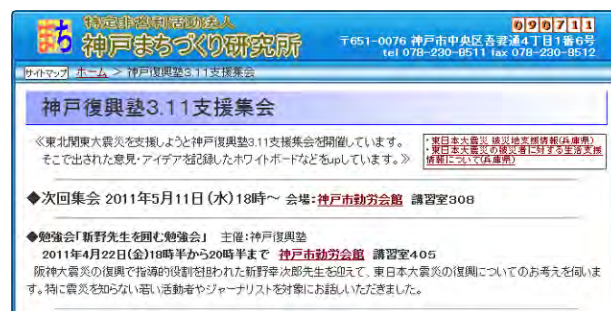 特定非営利活動法人
まち 神戸まちづくり研究所
090711
〒651-0076 神戸市中央区吾妻通4丁目1番6号
tel 078-230-8511 fax 078-230-8512
サイトマップ ホーム > 神戸復興塾3.11支援集会
神戸復興塾3.11支援集会
≪東北関東大震災を支援しようと神戸復興塾3.11支援集会を開催しています。
そこで出された意見・アイデアを記録したホワイトボードなどをupしています。≫
・東日本大震災 被災地支援情報(兵庫県)
・東日本大震災の被災者に対する生活支援
情報について(兵庫県)
◆次回集会 2011年5月11日(水)18時~ 会場:神戸市勤労会館 講習室308
◆勉強会「新野先生を囲む勉強会」 主催:神戸復興塾
2011年4月22日(金)18時半から20時半まで 神戸市勤労会館 講習室405
阪神大震災の復興で指導的役割を担われた新野幸次郎先生を迎えて、東日本大震災の復興についてのお考えを伺いま
す。特に震災を知らない若い活動者やジャーナリストを対象にお話しいただきました。